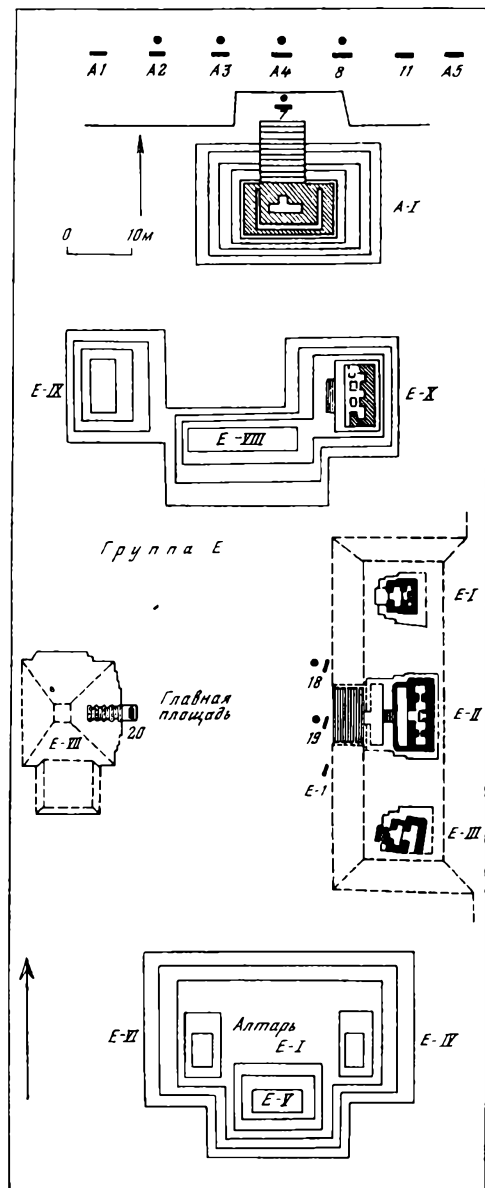 A1 A2 A3 A4 8 11 A5
7
A-I
0 10м
E-IX
E-X
E-VIII
Группа E
E-I
18
Главная
площадь
E-II
E-VII
20
19
E-1
E-III
E-VI
Алтарь
E-I
E-IV
E-V